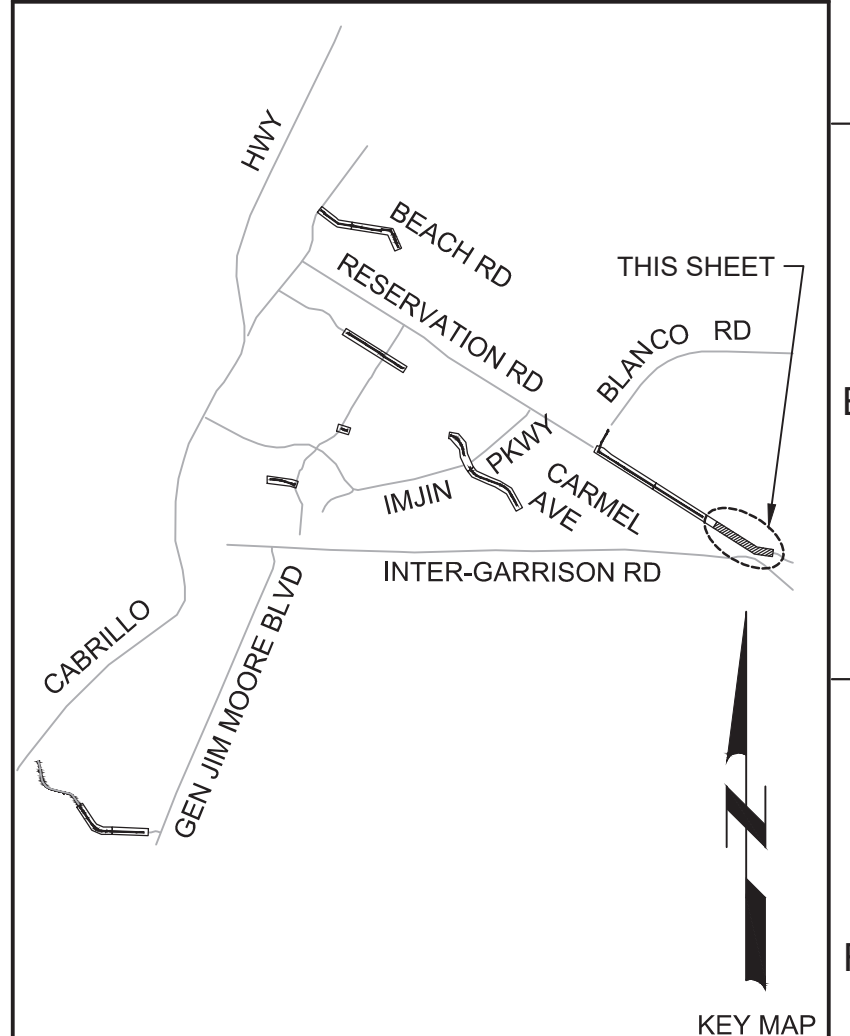 HWY
BEACH RD
THIS SHEET
RESERVATION RD
BLANCO RD
PKWY
CARMEL
AVE
IMJIN
INTER-GARRISON RD
CABRILLO
GEN JIM MOORE BLVD
KEY MAP